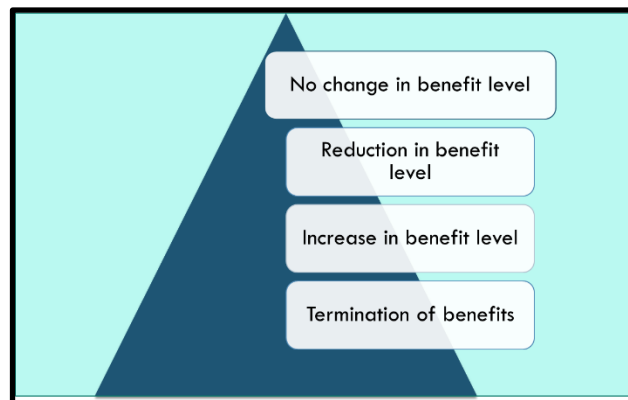 No change in benefit level
Reduction in benefit
level
Increase in benefit level
Termination of benefits